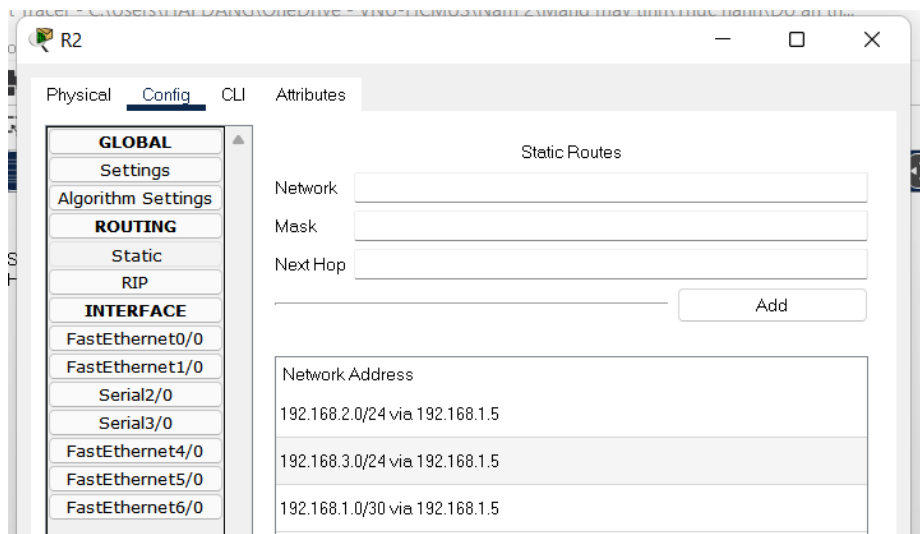 R2
Physical Config CLI Attributes
GLOBAL
Settings
Algorithm Settings
ROUTING
Static
RIP
INTERFACE
FastEthernet0/0
FastEthernet1/0
Serial2/0
Serial3/0
FastEthernet4/0
FastEthernet5/0
FastEthernet6/0
Static Routes
Network
Mask
Next Hop
Add
Network Address
192.168.2.0/24 via 192.168.1.5
192.168.3.0/24 via 192.168.1.5
192.168.1.0/30 via 192.168.1.5